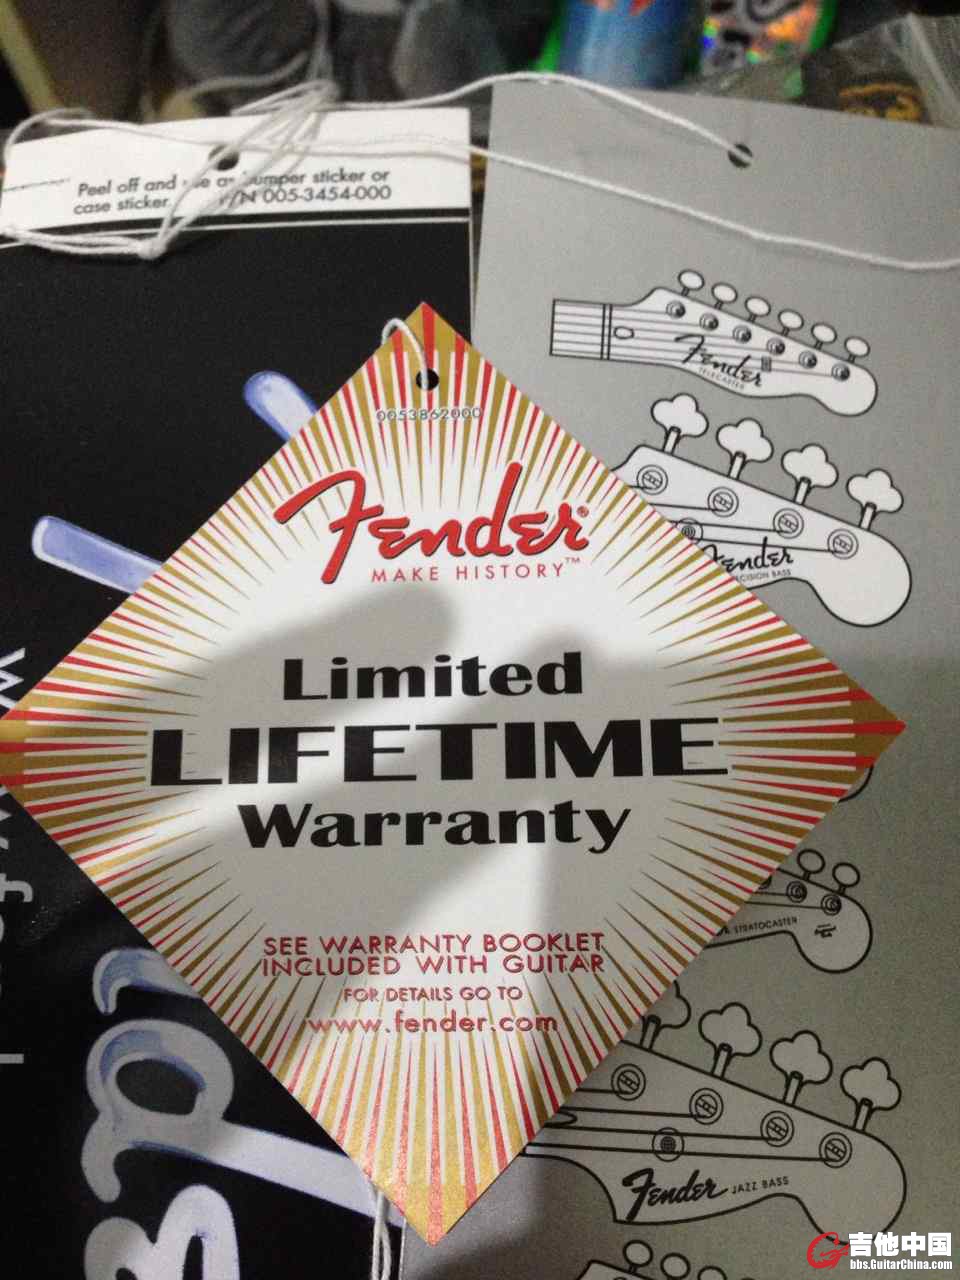 Peel off and use as bumper sticker or
case sticker. P/N 005-3454-000
Fender
TELECASTER
Fender
PRECISION BASS
0053862000
Fender®
MAKE HISTORY™
Limited
LIFETIME
Warranty
SEE WARRANTY BOOKLET
INCLUDED WITH GUITAR
FOR DETAILS GO TO
www.fender.com
STRATOCASTER
Fender JAZZ BASS
吉他中国
bbs.GuitarChina.com